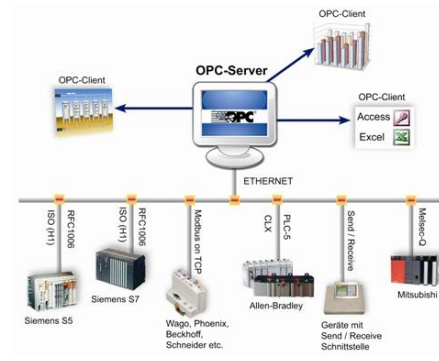 OPC-Client
OPC-Server
OPC-Client
OPC
OPC-Client
Access
Excel
ETHERNET
RFC1006
ISO (H1)
RFC1006
ISO (H1)
Modbus on TCP
PLC-5
CLX
Send / Receive
Melsec-Q
Siemens S5
Siemens S7
Wago, Phoenix,
Beckhoff,
Schneider etc.
Allen-Bradley
Geräte mit
Send / Receive
Schnittstelle
Mitsubishi